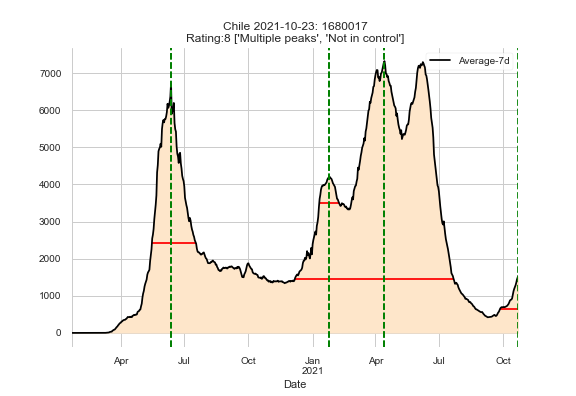 Chile 2021-10-23: 1680017
Rating:8 ['Multiple peaks', 'Not in control']
Average-7d
7000
6000
5000
4000
3000
2000
1000
0
Apr Jul Oct Jan Apr Jul Oct
2021
Date